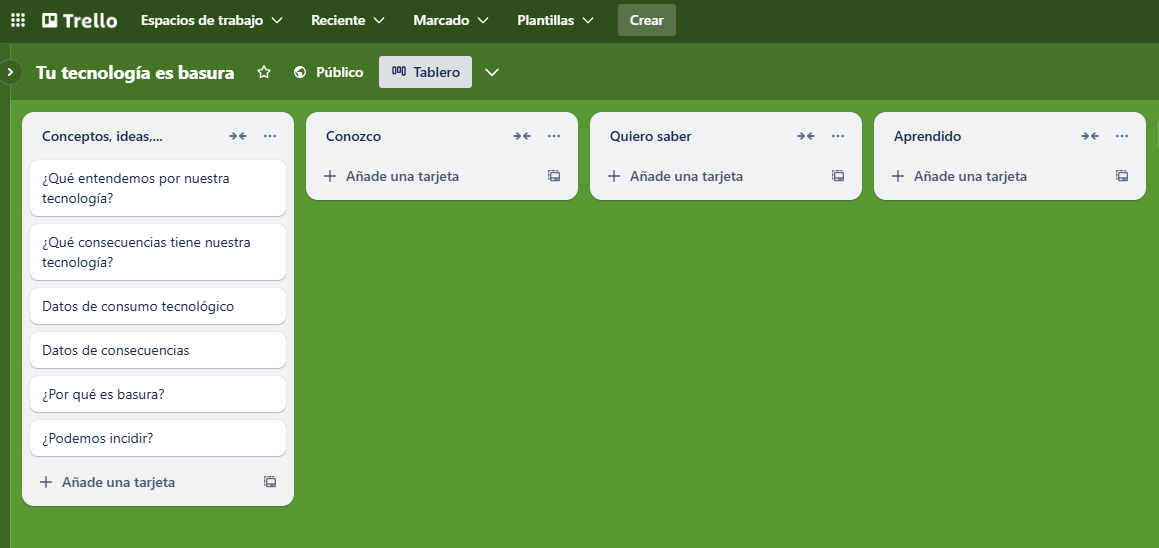 Trello Espacios de trabajo Reciente Marcado Plantillas Crear
Tu tecnología es basura Público Tablero
Conceptos, ideas,...
¿Qué entendemos por nuestra
tecnología?
¿Qué consecuencias tiene nuestra
tecnología?
Datos de consumo tecnológico
Datos de consecuencias
¿Por qué es basura?
¿Podemos incidir?
+ Añade una tarjeta
Conozco
+ Añade una tarjeta
Quiero saber
+ Añade una tarjeta
Aprendido
+ Añade una tarjeta